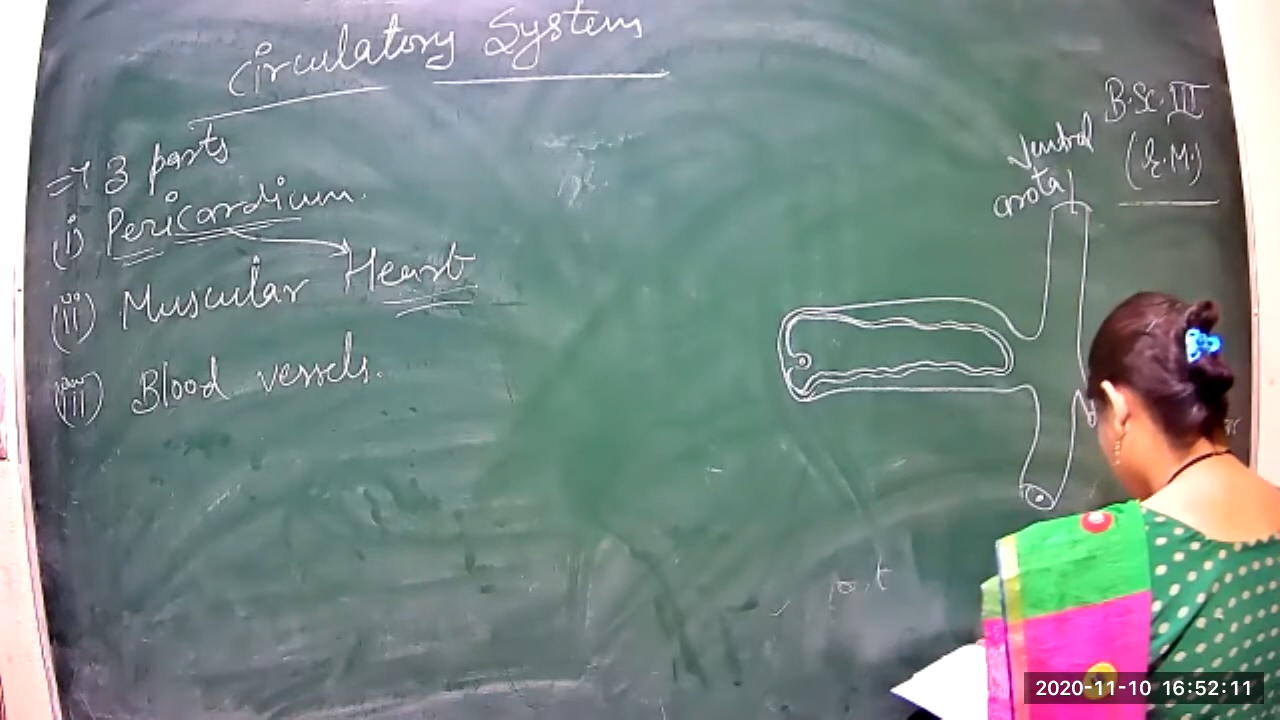 Circulatory System
=> 3 parts
(i) Pericardium.
(ii) Muscular Heart
(iii) Blood vessels.
Ventral
arota
B.Sc. III
2020-11-10 16:52:11